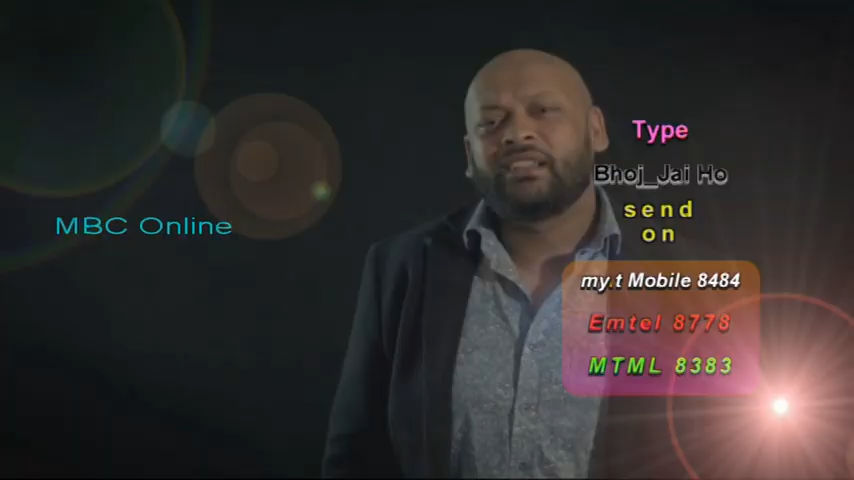 MBC Online
Type
Bhoj_Jai Ho
send
on
my.t Mobile 8484
Emtel 8778
MTML 8383